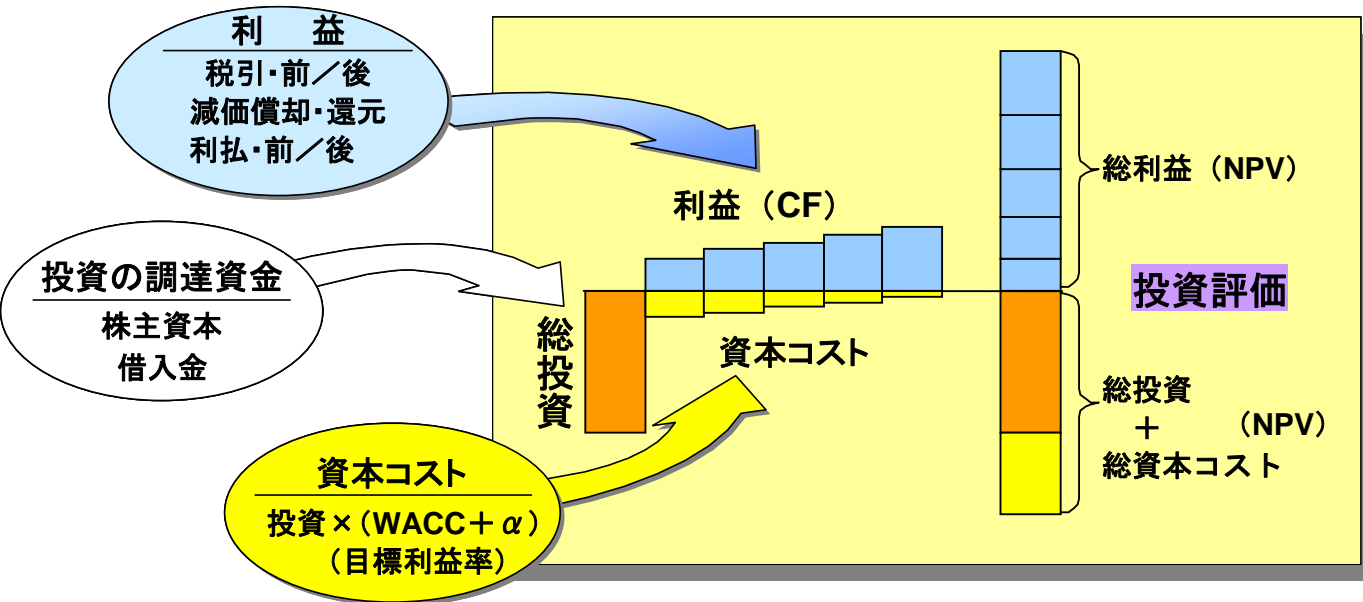 利　益
税引・前／後
減価償却・還元
利払・前／後
投資の調達資金
株主資本
借入金
資本コスト
投資×（WACC＋α）
（目標利益率）
利益（CF）
総投資
資本コスト
総利益（NPV）
投資評価
総投資
＋　（NPV）
総資本コスト